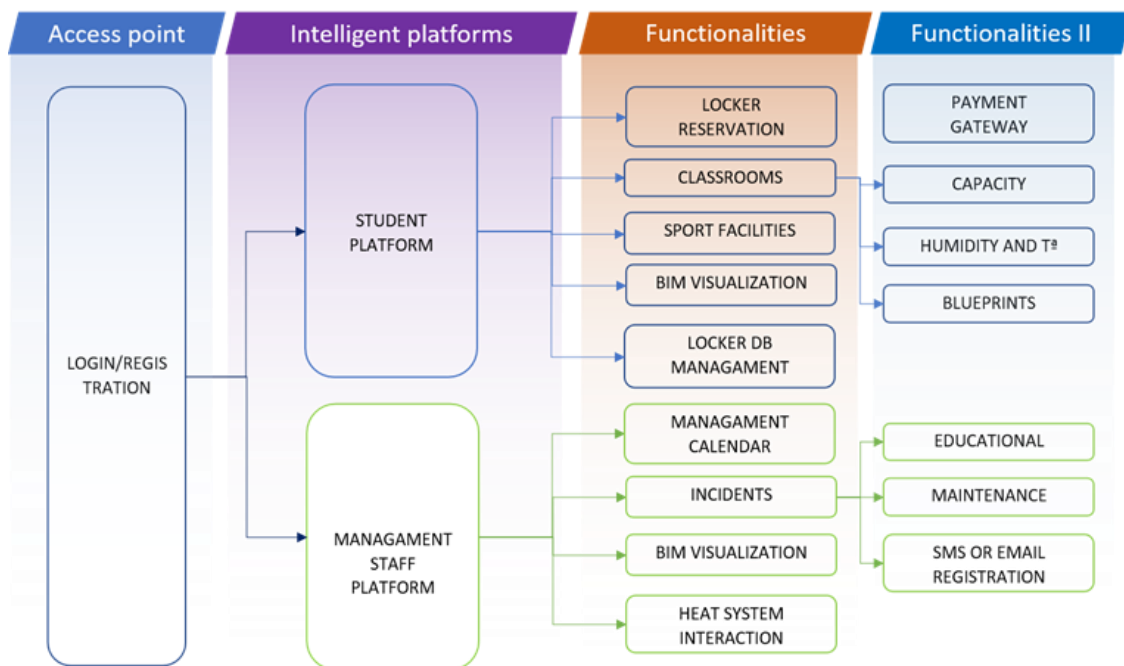 Access point
Intelligent platforms
Functionalities
Functionalities II
LOGIN/REGIS
TRATION
STUDENT
PLATFORM
MANAGAMENT
STAFF
PLATFORM
LOCKER
RESERVATION
CLASSROOMS
SPORT FACILITIES
BIM VISUALIZATION
LOCKER DB
MANAGAMENT
MANAGAMENT
CALENDAR
INCIDENTS
BIM VISUALIZATION
HEAT SYSTEM
INTERACTION
PAYMENT
GATEWAY
CAPACITY
HUMIDITY AND Tª
BLUEPRINTS
EDUCATIONAL
MAINTENANCE
SMS OR EMAIL
REGISTRATION